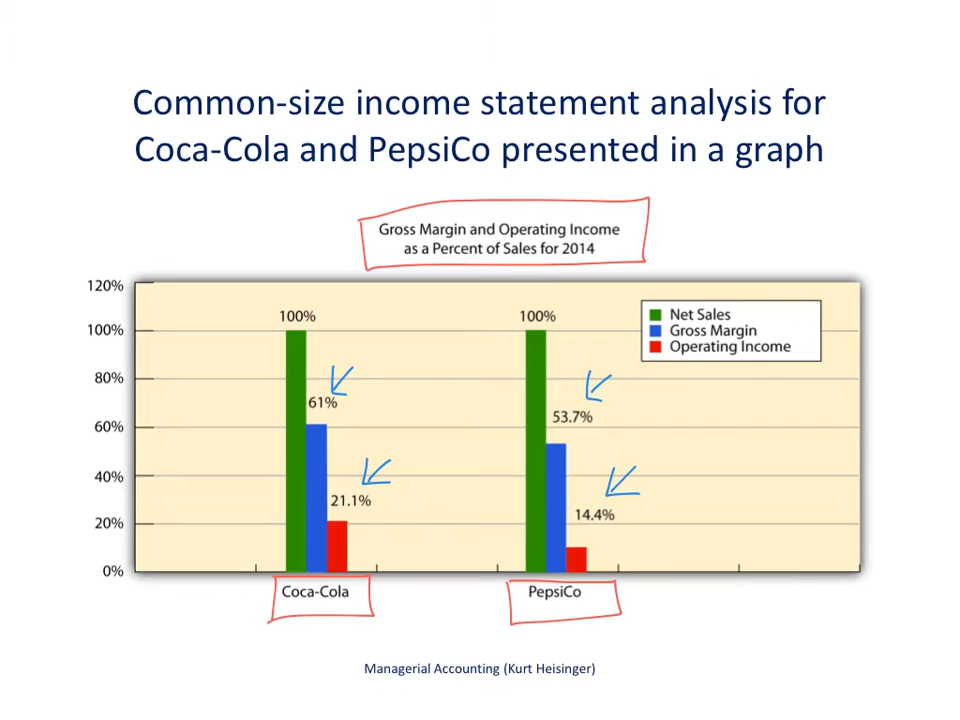 Common-size income statement analysis for
Coca-Cola and PepsiCo presented in a graph
Gross Margin and Operating Income
as a Percent of Sales for 2014
120%
100%
80%
60%
40%
20%
0%
100%
61%
21.1%
100%
53.7%
14.4%
Net Sales
Gross Margin
Operating Income
Coca-Cola
PepsiCo
Managerial Accounting (Kurt Heisinger)